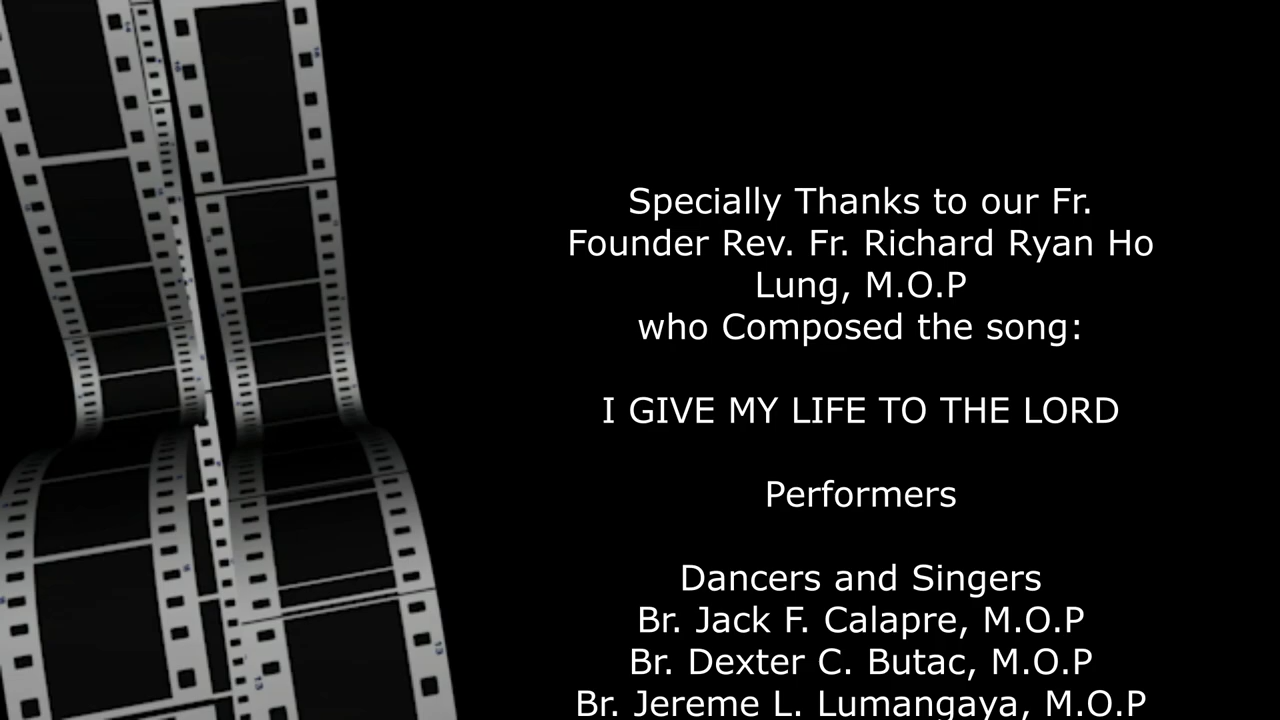 Specially Thanks to our Fr.
Founder Rev. Fr. Richard Ryan Ho
Lung, M.O.P
who Composed the song:
I GIVE MY LIFE TO THE LORD
Performers
Dancers and Singers
Br. Jack F. Calapre, M.O.P
Br. Dexter C. Butac, M.O.P
Br. Jereme L. Lumangaya, M.O.P